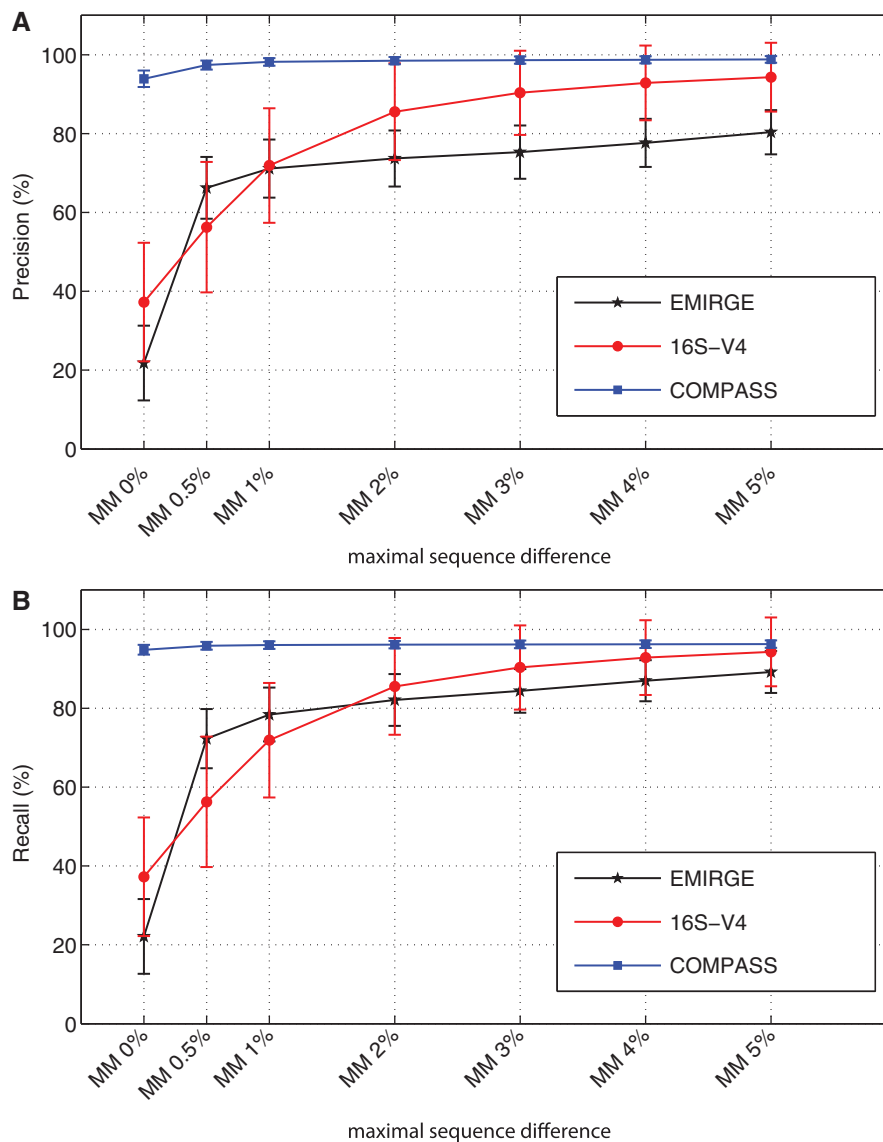 A
100
80
60
40
20
0
Precision (%)
EMIRGE
16S−V4
COMPASS
MM 0%
MM 0.5%
MM 1%
MM 2%
MM 3%
MM 4%
MM 5%
maximal sequence difference
B
100
80
60
40
20
0
Recall (%)
EMIRGE
16S−V4
COMPASS
MM 0%
MM 0.5%
MM 1%
MM 2%
MM 3%
MM 4%
MM 5%
maximal sequence difference